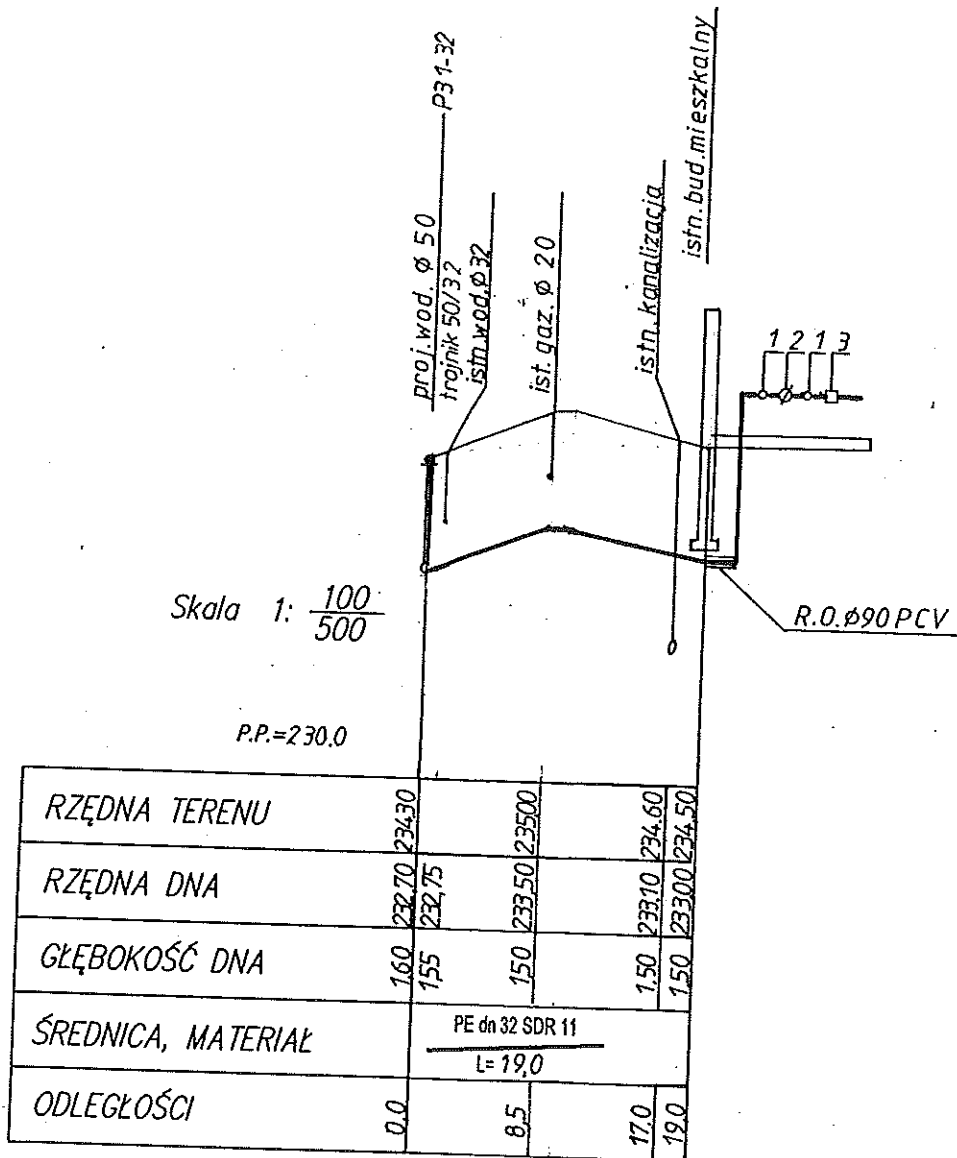 proj.wod. φ 50 P31-32
trojnik 50/32
istn.wod.φ32
ist. gaz. φ 20
istn. kanalizacja
istn.bud.mieszkalny
1 2 1 3
Skala 1: 100/500
R.O.φ90PCV
P.P.=230.0
RZĘDNA TERENU 234.30 235.00 234.60 234.50
RZĘDNA DNA 232.70 232.75 233.50 233.10 233.00
GŁĘBOKOŚĆ DNA 1.60 1.55 1.50 1.50 1.50
ŚREDNICA, MATERIAŁ PE dn 32 SDR 11
L= 19,0
ODLEGŁOŚCI 0.0 8,5 17.0 19.0